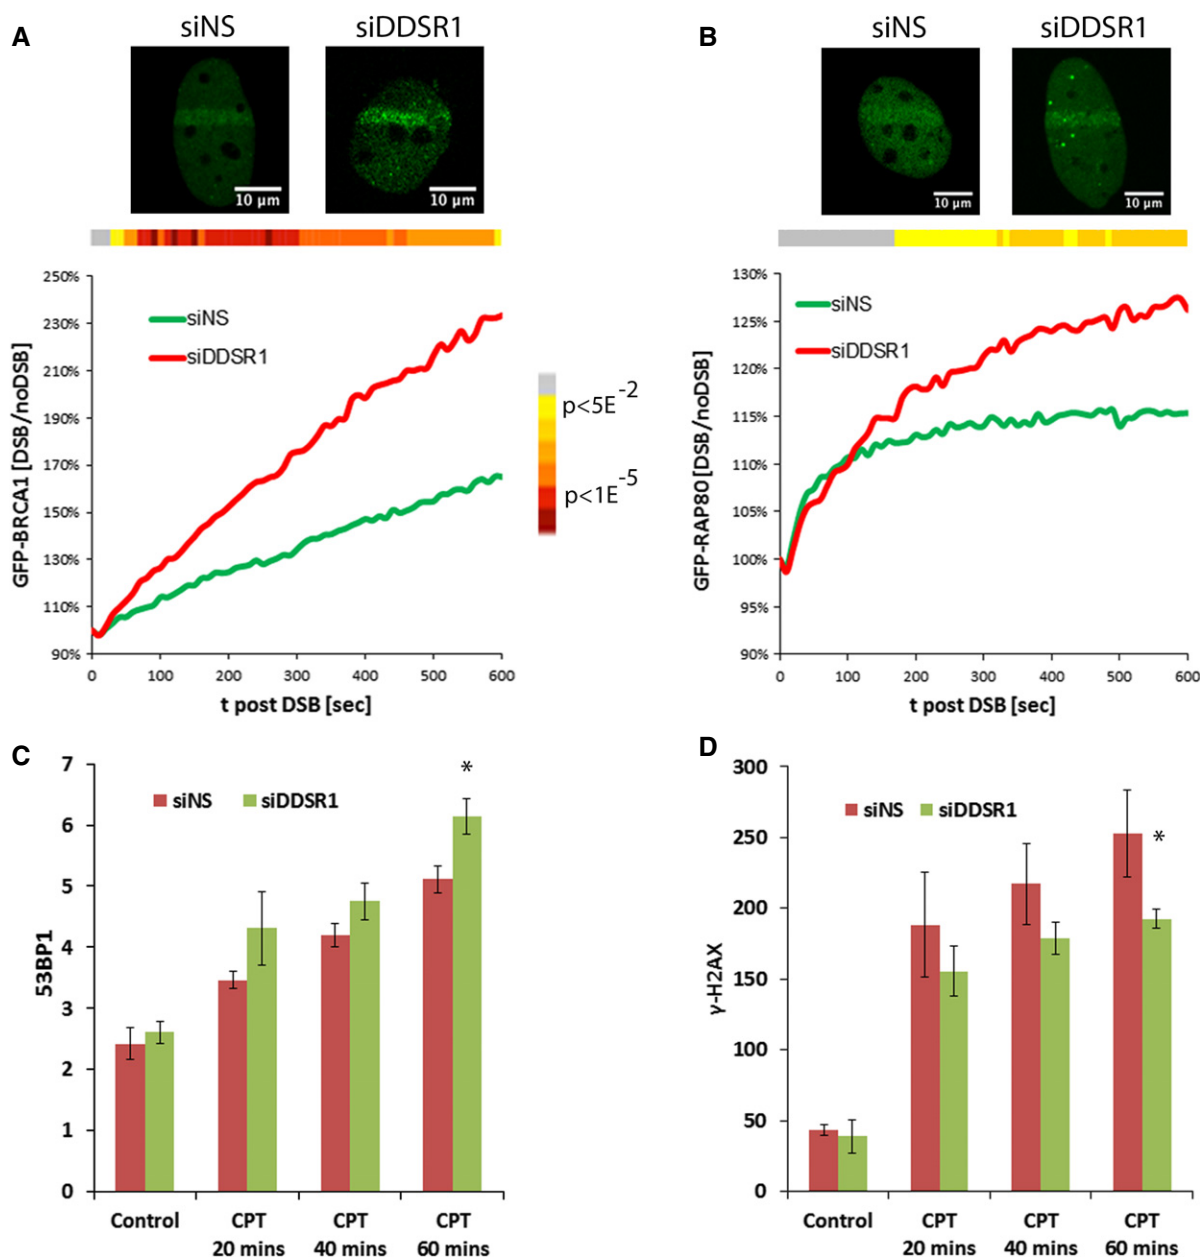 A
siNS
siDDSR1
10 µm
10 µm
250%
230%
210%
190%
170%
150%
130%
110%
90%
siNS
siDDSR1
GFP-BRCA1 [DSB/noDSB]
0 100 200 300 400 500 600
t post DSB [sec]
p<5E-2
p<1E-5
B
siNS
siDDSR1
10 µm
10 µm
130%
125%
120%
115%
110%
105%
100%
95%
90%
siNS
siDDSR1
GFP-RAP80 [DSB/noDSB]
0 100 200 300 400 500 600
t post DSB [sec]
C
7
6
5
4
3
2
1
0
siNS siDDSR1
*
53BP1
Control CPT CPT CPT
20 mins 40 mins 60 mins
D
300
250
200
150
100
50
0
siNS siDDSR1
*
γ-H2AX
Control CPT CPT CPT
20 mins 40 mins 60 mins